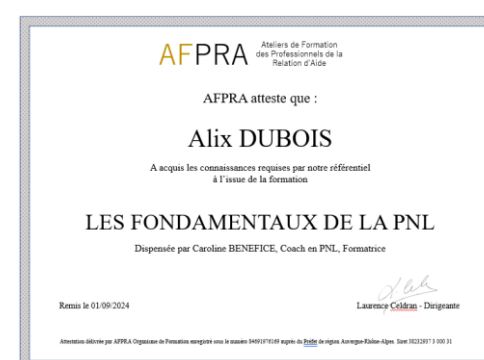 AFPRA
Ateliers de Formation
des Professionnels de la
Relation d'Aide
AFPRA atteste que :
Alix DUBOIS
A acquis les connaissances requises par notre référentiel
à l'issue de la formation
LES FONDAMENTAUX DE LA PNL
Dispensée par Caroline BENEFICE, Coach en PNL, Formatrice
Remis le 01/09/2024
Laurence Celdran - Dirigeante
Attestation délivrée par AFPRA Organisme de Formation enregistré sous le numéro 84691976169 auprès du Préfet de région Auvergne-Rhône-Alpes. Siret 38232937 5 000 31